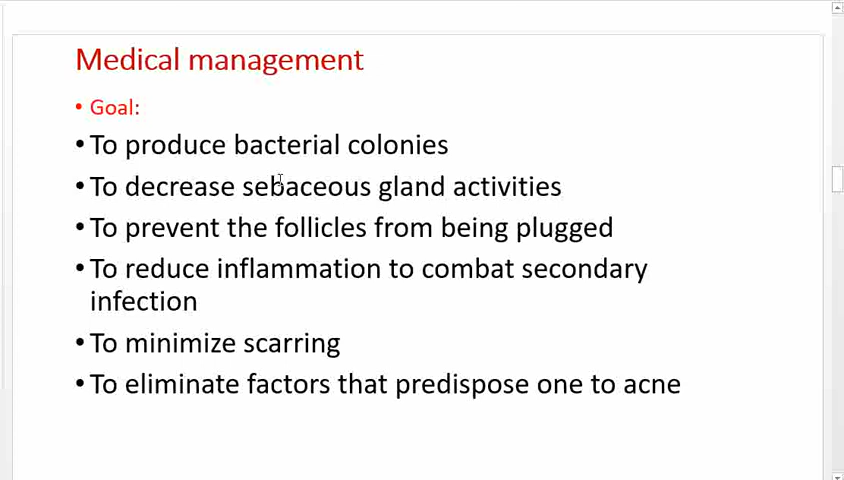 Medical management
• Goal:
• To produce bacterial colonies
• To decrease sebaceous gland activities
• To prevent the follicles from being plugged
• To reduce inflammation to combat secondary
infection
• To minimize scarring
• To eliminate factors that predispose one to acne